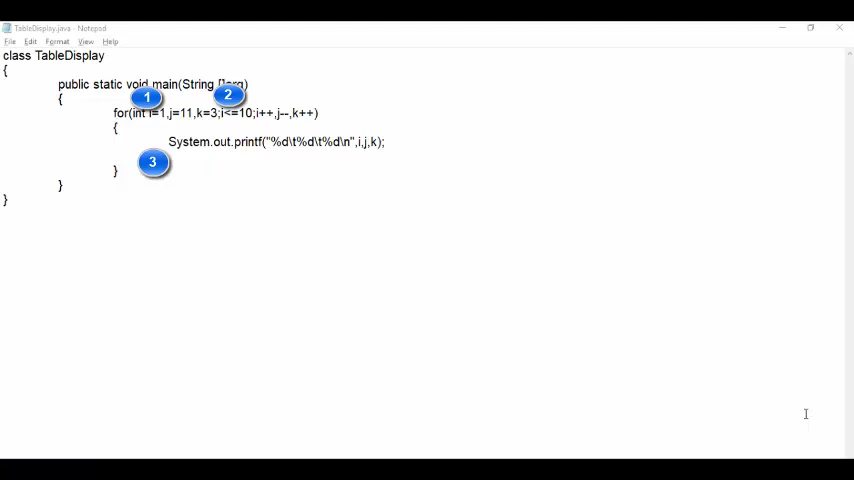 TableDisplay.java - Notepad
File Edit Format View Help
class TableDisplay
{
public static void main(String []arg)
{
1
2
for(int i=1,j=11,k=3;i<=10;i++,j--,k++)
{
System.out.printf("%d\t%d\t%d\n",i,j,k);
3
}
}
}